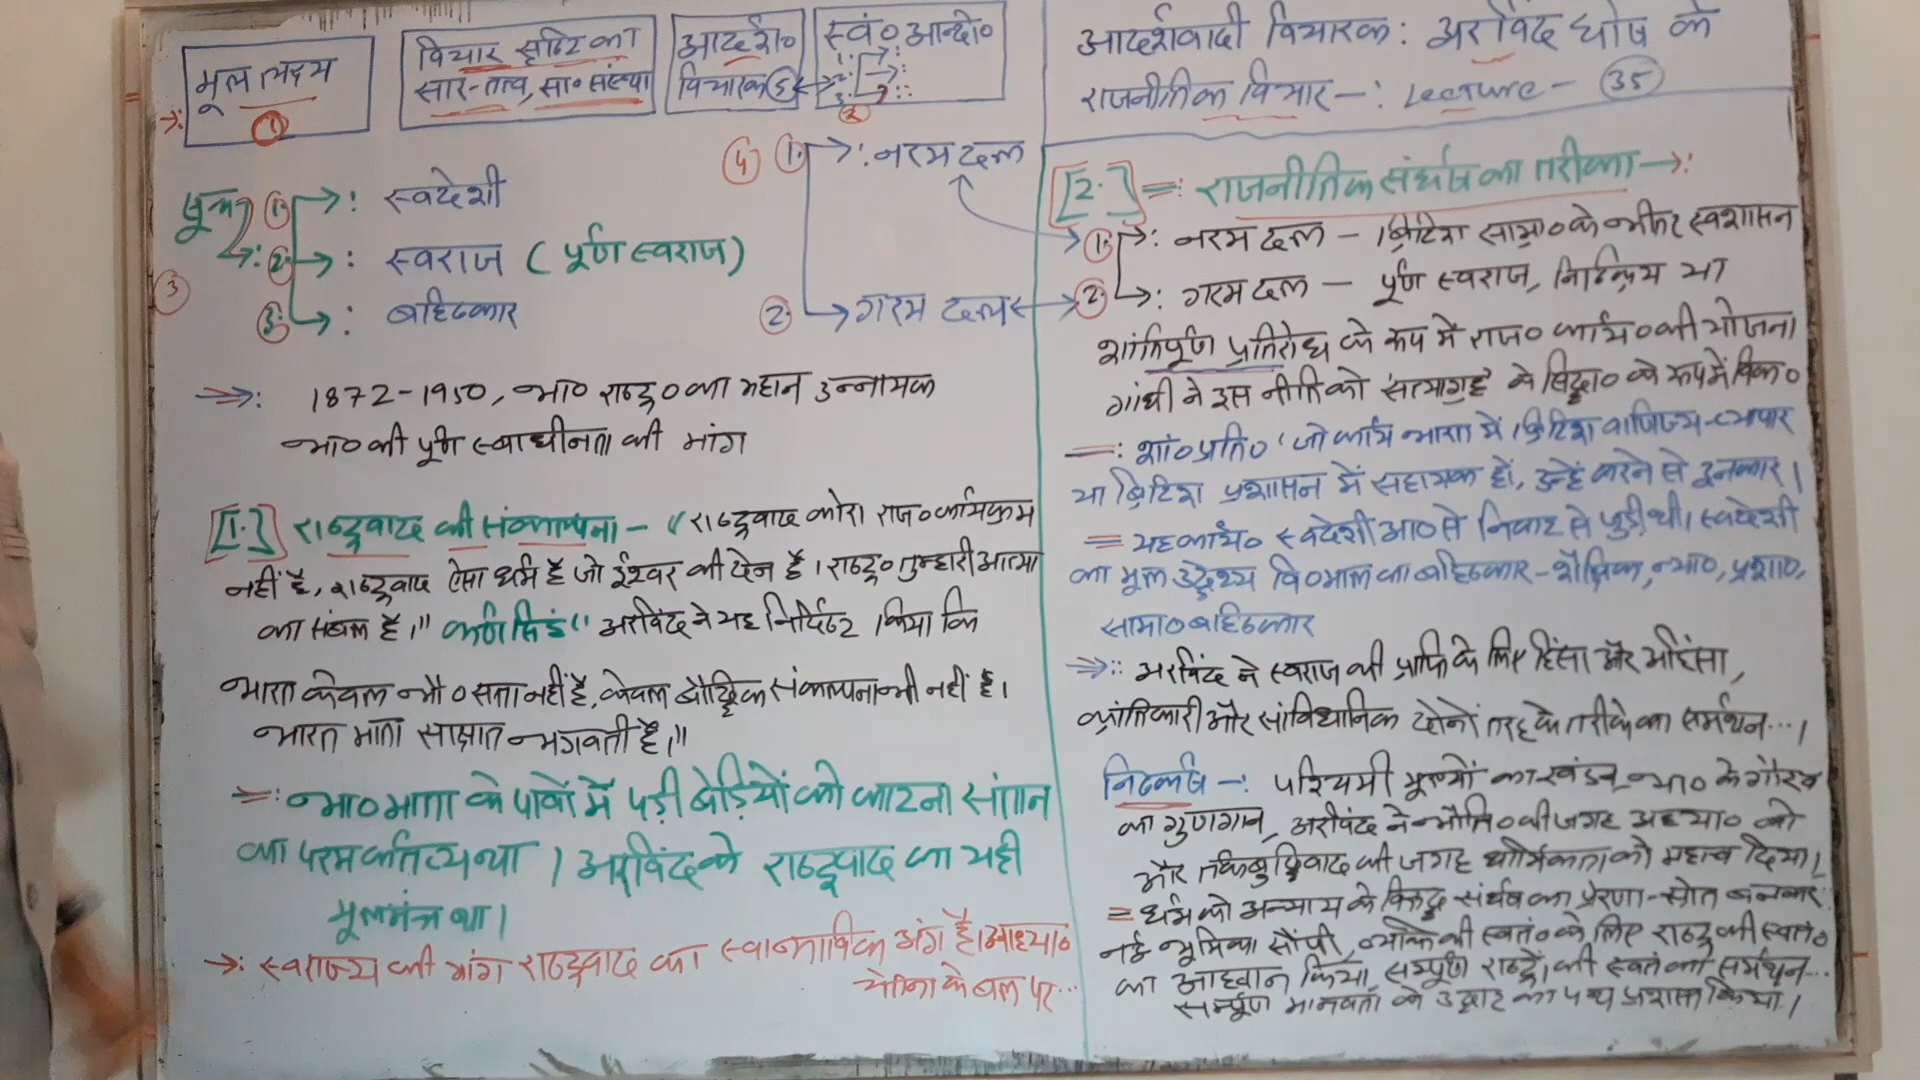 मूल लक्ष्य
①
विचार सृष्टि का
सार-तत्व, सा० संख्या
आदर्श०
विचारक ६
स्वं० आन्दो०
1.
2.
3.
आदर्शवादी विचारक : अरविंद घोष के
राजनीतिक विचार -: Lecture - 35
③
① → : स्वदेशी
② → : स्वराज ( पूर्ण स्वराज)
③ → : बहिष्कार
④ ① → : नरम दल
② → गरम दल
⇒ : 1872-1950, भा० राष्ट्र० का महान उन्नायक
भा० की पूर्ण स्वाधीनता की मांग
[1.] राष्ट्रवाद की संकल्पना - "राष्ट्रवाद कोरा राज० कार्यक्रम
नहीं है, राष्ट्रवाद ऐसा धर्म है जो ईश्वर की देन है। राष्ट्र० तुम्हारी आत्मा
का संबल है।" अरविंद ने यह निर्दिष्ट किया कि
भारत केवल भौ० सत्ता नहीं है, केवल बौद्धिक संकल्पना भी नहीं है।
भारत माता साक्षात भगवती है।"
=: भा० माता के पावों में पड़ी बेड़ियों को काटना संतान
का परम कर्तव्य था। अरविंद के राष्ट्रवाद का यही
मूलमंत्र था।
→: स्वराज्य की मांग राष्ट्रवाद का स्वाभाविक अंग है। आध्या०
चेतना के बल पर...
[2.] =: राजनीतिक संघर्ष का तरीका →:
① → : नरम दल - ब्रिटिश साम्रा० के भीतर स्वशासन
② → : गरम दल - पूर्ण स्वराज, निष्क्रिय या
शांतिपूर्ण प्रतिरोध के रूप में राज० कार्य० की योजना
गांधी ने इस नीति को 'सत्याग्रह' के सिद्धा० के रूप में विक०
=: शां० प्रति० 'जो कार्य भारत में ब्रिटिश वाणिज्य-व्यापार
या ब्रिटिश प्रशासन में सहायक हों, उन्हें करने से इनकार।
= यह कार्य० स्वदेशी आ० से निकट से जुड़ी थी। स्वदेशी
का मूल उद्देश्य वि० माल का बहिष्कार - शैक्षिक, न्या०, प्रशा०,
सामा० बहिष्कार
⇒: अरविंद ने स्वराज की प्राप्ति के लिए हिंसा और अहिंसा,
क्रांतिकारी और सांविधानिक दोनों तरह के तरीके का समर्थन...।
निष्कर्ष -: पश्चिमी मूल्यों का खंडन, भा० के गौरव
का गुणगान, अरविंद ने भौति० की जगह अध्या० को
और तर्कबुद्धिवाद की जगह धार्मिकता को महत्व दिया।
= धर्म को अन्याय के विरुद्ध संघर्ष का प्रेरणा-स्रोत बनाकर
नई भूमिका सौंपी, व्यक्ति की स्वतं० के लिए राष्ट्र की स्वतं०
का आहवान किया, सम्पूर्ण राष्ट्रों की स्वतं० का समर्थन...
सम्पूर्ण मानवता के उद्धार का पथ प्रशस्त किया।